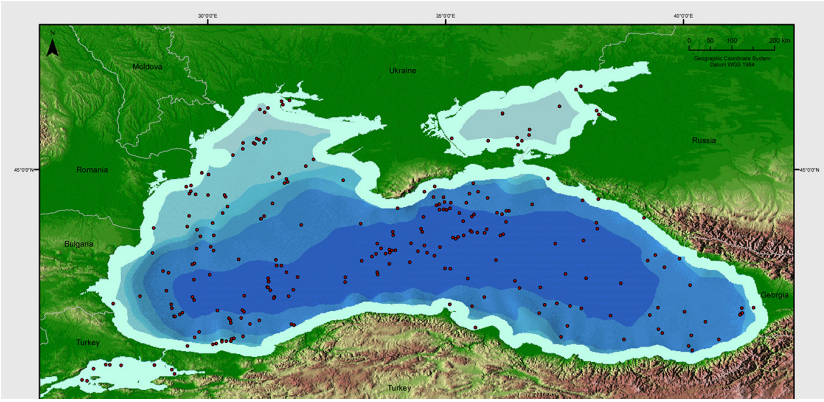 30°0'0"E 35°0'0"E 40°0'0"E
N
0 50 100 200 km
Geographic Coordinate System
Datum WGS 1984
Moldova
Ukraine
Russia
45°0'0"N 45°0'0"N
Romania
Bulgaria
Georgia
Turkey
Turkey